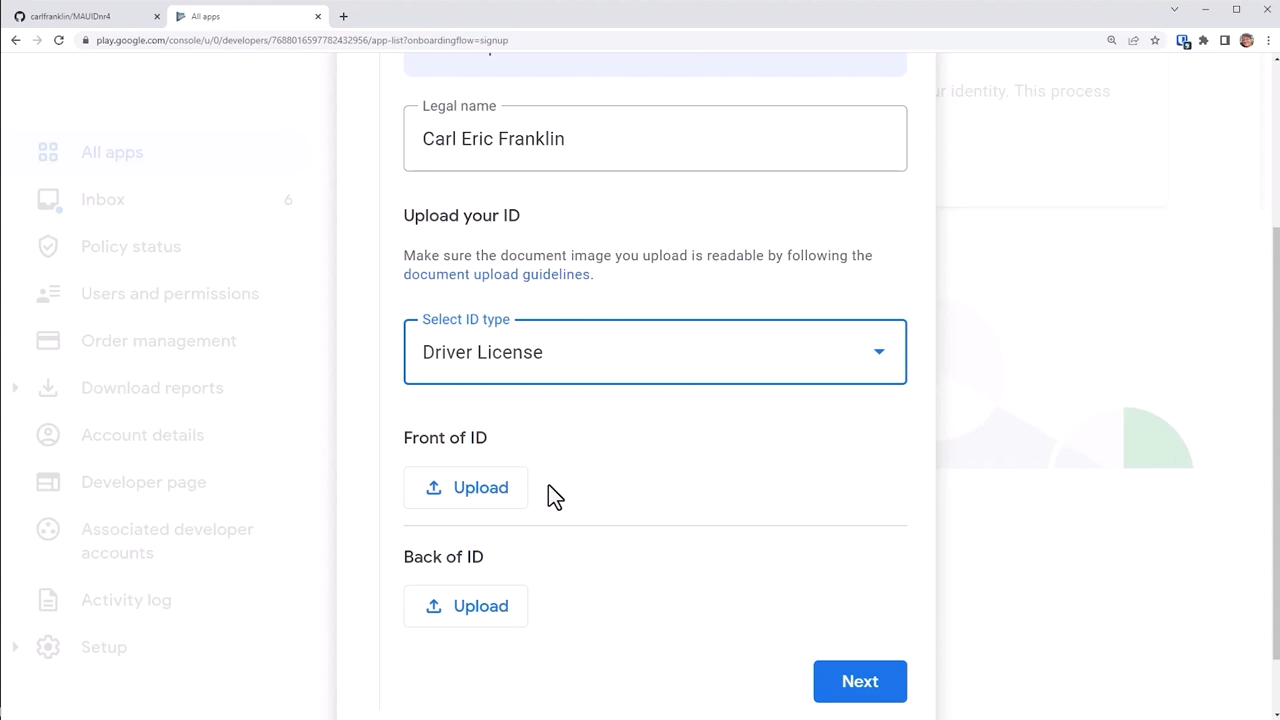 carlfranklin/MAUIDnr4
All apps
play.google.com/console/u/0/developers/7688016597782432956/app-list?onboardingflow=signup
ur identity. This process
Legal name
Carl Eric Franklin
Upload your ID
Make sure the document image you upload is readable by following the
document upload guidelines.
Select ID type
Driver License
Front of ID
Upload
Back of ID
Upload
Next
All apps
Inbox 6
Policy status
Users and permissions
Order management
Download reports
Account details
Developer page
Associated developer
accounts
Activity log
Setup